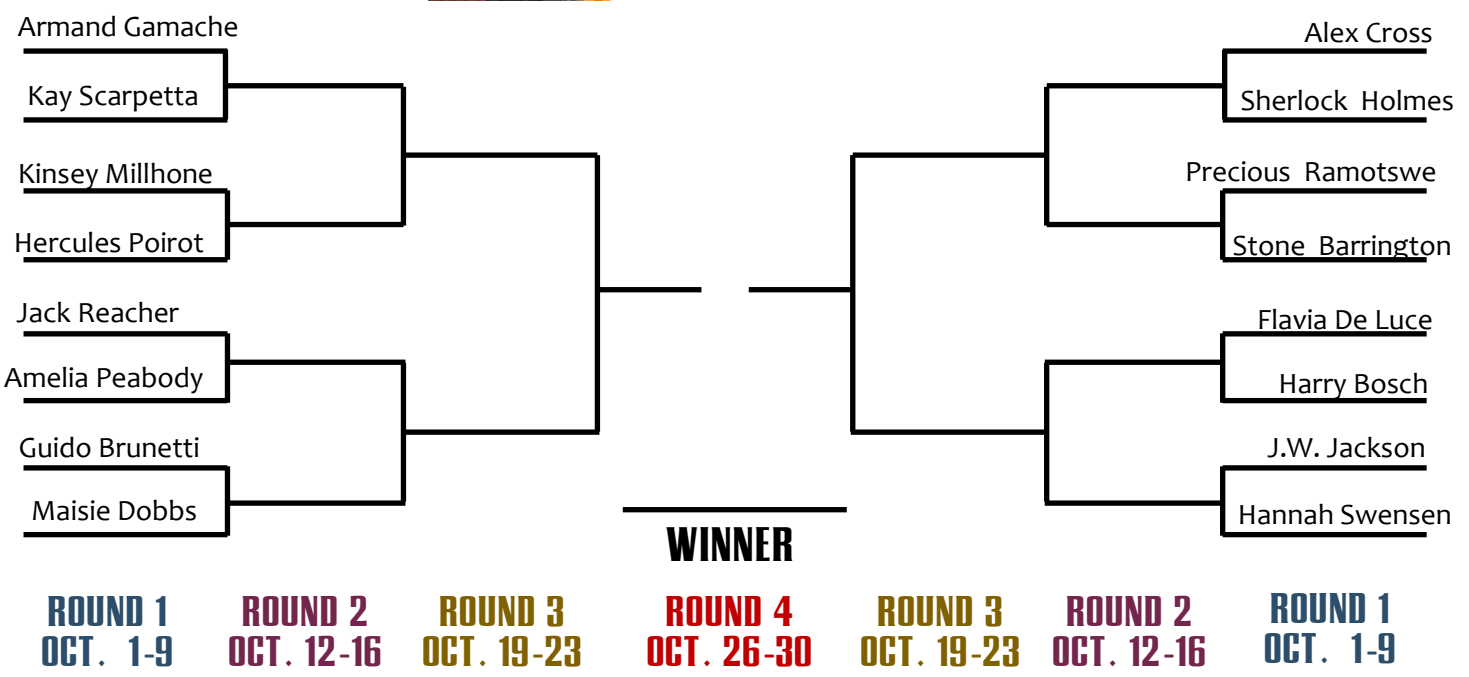 Armand Gamache
Kay Scarpetta
Kinsey Millhone
Hercules Poirot
Jack Reacher
Amelia Peabody
Guido Brunetti
Maisie Dobbs
Alex Cross
Sherlock Holmes
Precious Ramotswe
Stone Barrington
Flavia De Luce
Harry Bosch
J.W. Jackson
Hannah Swensen
WINNER
ROUND 1
OCT. 1-9
ROUND 2
OCT. 12-16
ROUND 3
OCT. 19-23
ROUND 4
OCT. 26-30
ROUND 3
OCT. 19-23
ROUND 2
OCT. 12-16
ROUND 1
OCT. 1-9